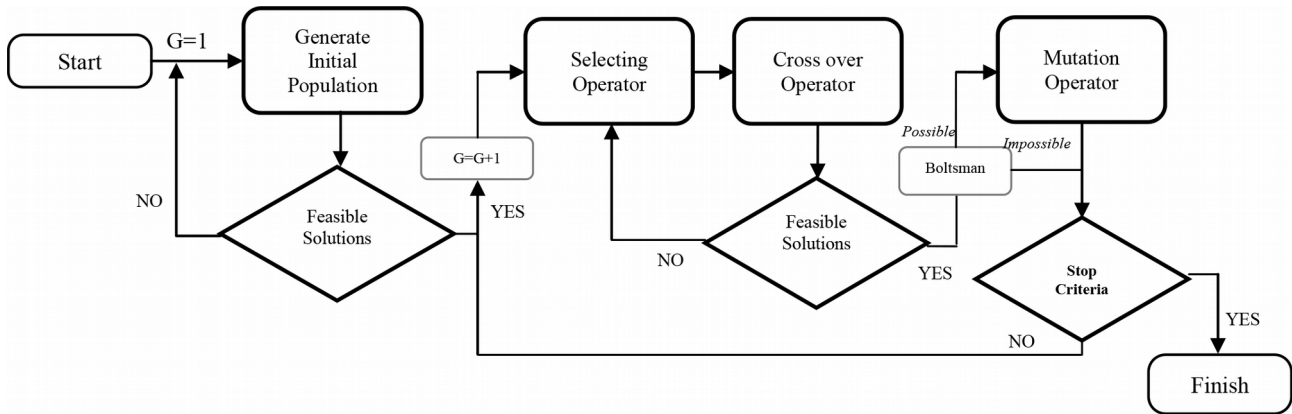 Start
G=1
Generate
Initial
Population
NO
Feasible
Solutions
YES
G=G+1
Selecting
Operator
Cross over
Operator
NO
Feasible
Solutions
YES
Possible
Boltsman
Impossible
Mutation
Operator
Stop
Criteria
NO
YES
Finish